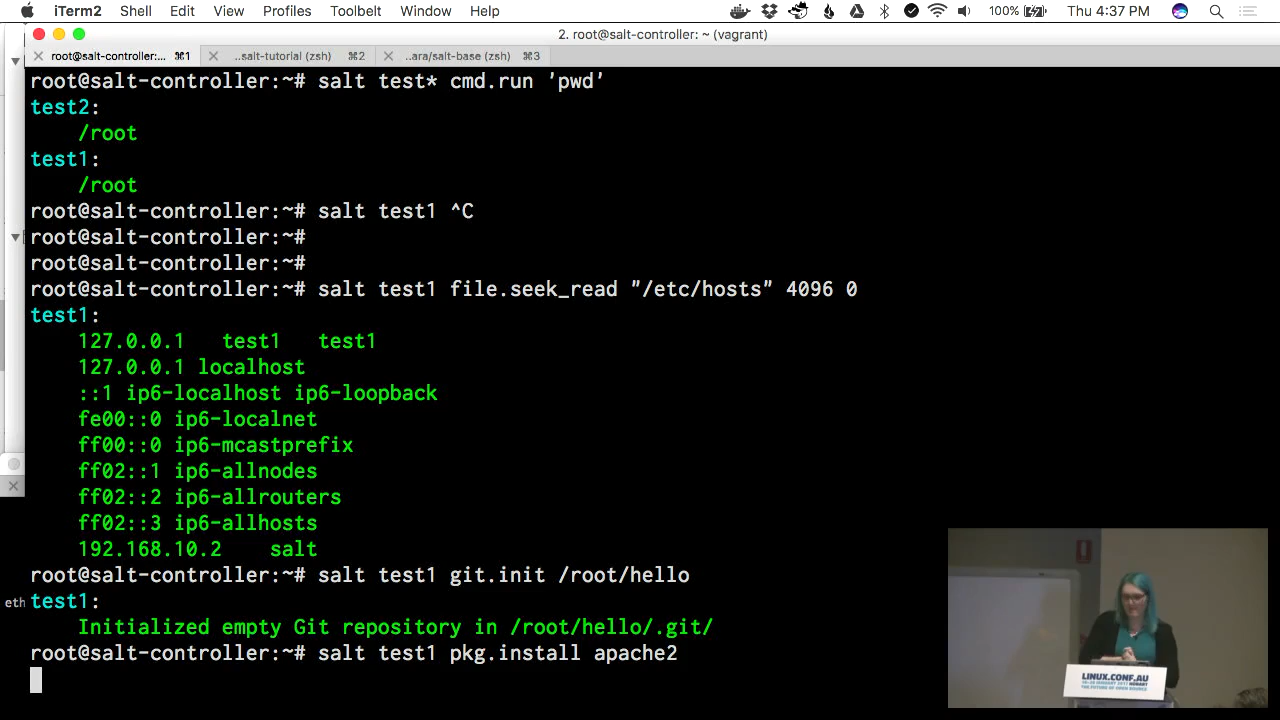 iTerm2 Shell Edit View Profiles Toolbelt Window Help 100% Thu 4:37 PM
2. root@salt-controller: ~ (vagrant)
root@salt-controller:... ⌘1 ..salt-tutorial (zsh) ⌘2 ..ara/salt-base (zsh) ⌘3
root@salt-controller:~# salt test* cmd.run 'pwd'
test2:
/root
test1:
/root
root@salt-controller:~# salt test1 ^C
root@salt-controller:~#
root@salt-controller:~#
root@salt-controller:~# salt test1 file.seek_read "/etc/hosts" 4096 0
test1:
127.0.0.1 test1 test1
127.0.0.1 localhost
::1 ip6-localhost ip6-loopback
fe00::0 ip6-localnet
ff00::0 ip6-mcastprefix
ff02::1 ip6-allnodes
ff02::2 ip6-allrouters
ff02::3 ip6-allhosts
192.168.10.2 salt
root@salt-controller:~# salt test1 git.init /root/hello
eth
test1:
Initialized empty Git repository in /root/hello/.git/
root@salt-controller:~# salt test1 pkg.install apache2
LINUX.CONF.AU
THE FUTURE OF OPEN SOURCE